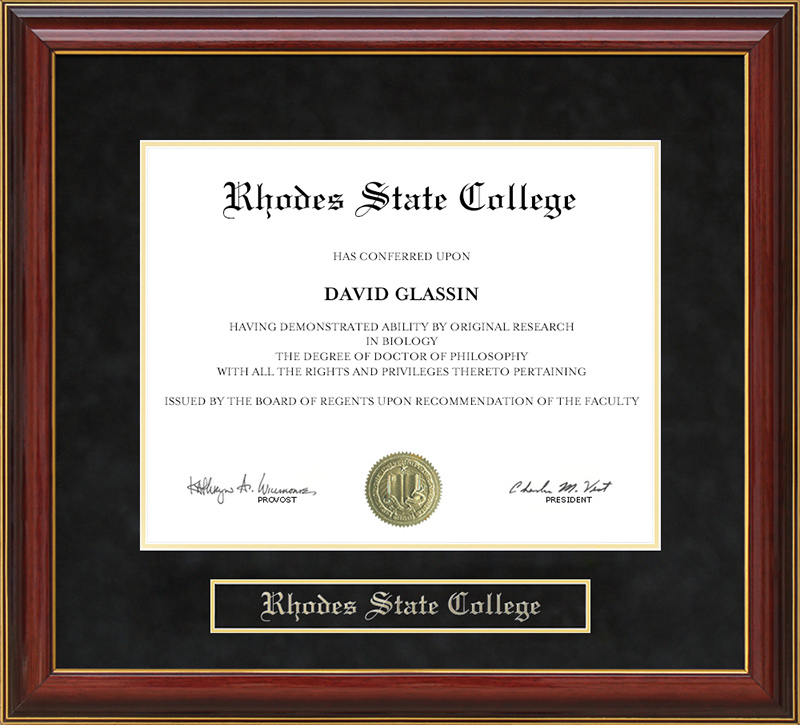 Rhodes State College
HAS CONFERRED UPON
DAVID GLASSIN
HAVING DEMONSTRATED ABILITY BY ORIGINAL RESEARCH
IN BIOLOGY
THE DEGREE OF DOCTOR OF PHILOSOPHY
WITH ALL THE RIGHTS AND PRIVILEGES THERETO PERTAINING
ISSUED BY THE BOARD OF REGENTS UPON RECOMMENDATION OF THE FACULTY
Charles M. Vest
PROVOST
PRESIDENT
Rhodes State College